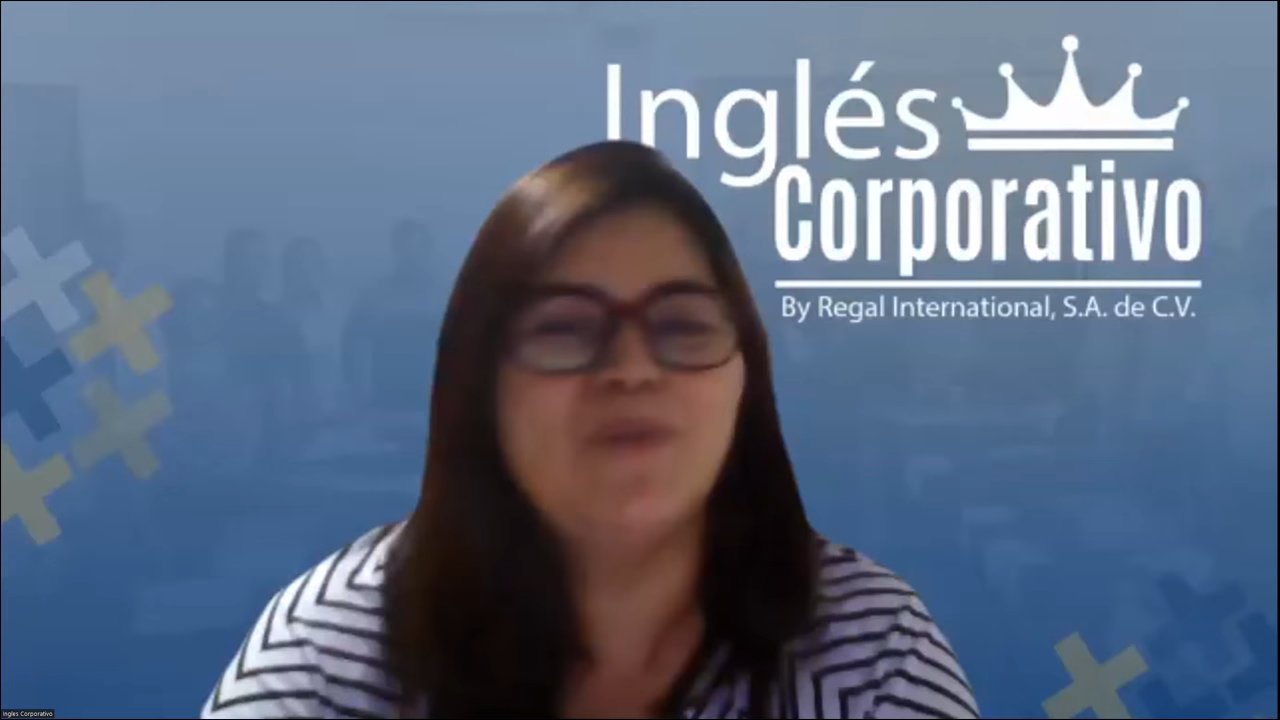 Inglés
Corporativo
By Regal International, S.A. de C.V.
Ingles Corporativo